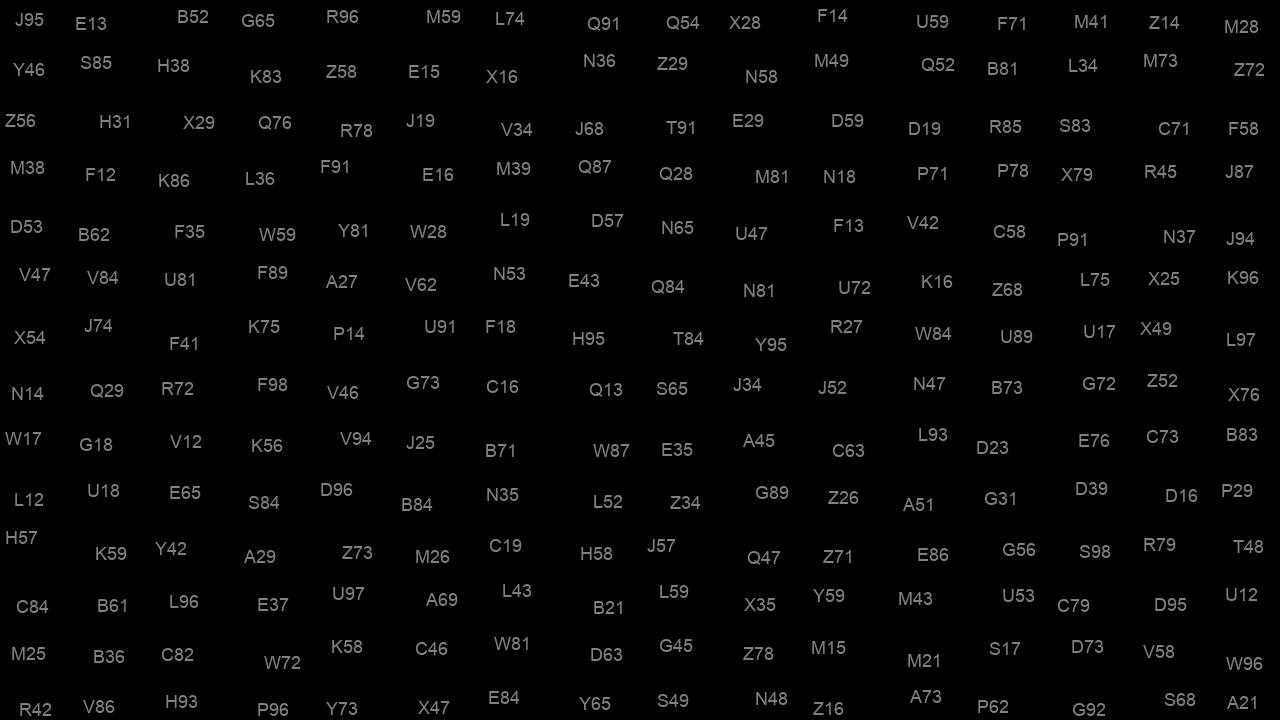 J95 E13 B52 G65 R96 M59 L74 Q91 Q54 X28 F14 U59 F71 M41 Z14 M28
Y46 S85 H38 K83 Z58 E15 X16 N36 Z29 N58 M49 Q52 B81 L34 M73 Z72
Z56 H31 X29 Q76 R78 J19 V34 J68 T91 E29 D59 D19 R85 S83 C71 F58
M38 F12 K86 L36 F91 E16 M39 Q87 Q28 M81 N18 P71 P78 X79 R45 J87
D53 B62 F35 W59 Y81 W28 L19 D57 N65 U47 F13 V42 C58 P91 N37 J94
V47 V84 U81 F89 A27 V62 N53 E43 Q84 N81 U72 K16 Z68 L75 X25 K96
X54 J74 F41 K75 P14 U91 F18 H95 T84 Y95 R27 W84 U89 U17 X49 L97
N14 Q29 R72 F98 V46 G73 C16 Q13 S65 J34 J52 N47 B73 G72 Z52 X76
W17 G18 V12 K56 V94 J25 B71 W87 E35 A45 C63 L93 D23 E76 C73 B83
L12 U18 E65 S84 D96 B84 N35 L52 Z34 G89 Z26 A51 G31 D39 D16 P29
H57 K59 Y42 A29 Z73 M26 C19 H58 J57 Q47 Z71 E86 G56 S98 R79 T48
C84 B61 L96 E37 U97 A69 L43 B21 L59 X35 Y59 M43 U53 C79 D95 U12
M25 B36 C82 W72 K58 C46 W81 D63 G45 Z78 M15 M21 S17 D73 V58 W96
R42 V86 H93 P96 Y73 X47 E84 Y65 S49 N48 Z16 A73 P62 G92 S68 A21